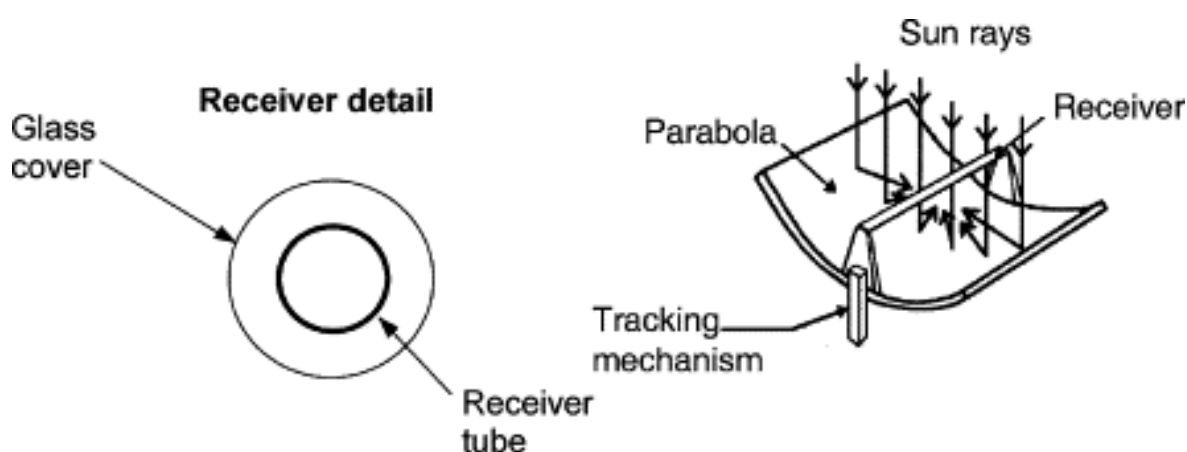 Receiver detail
Glass
cover
Receiver
tube
Sun rays
Parabola
Receiver
Tracking
mechanism